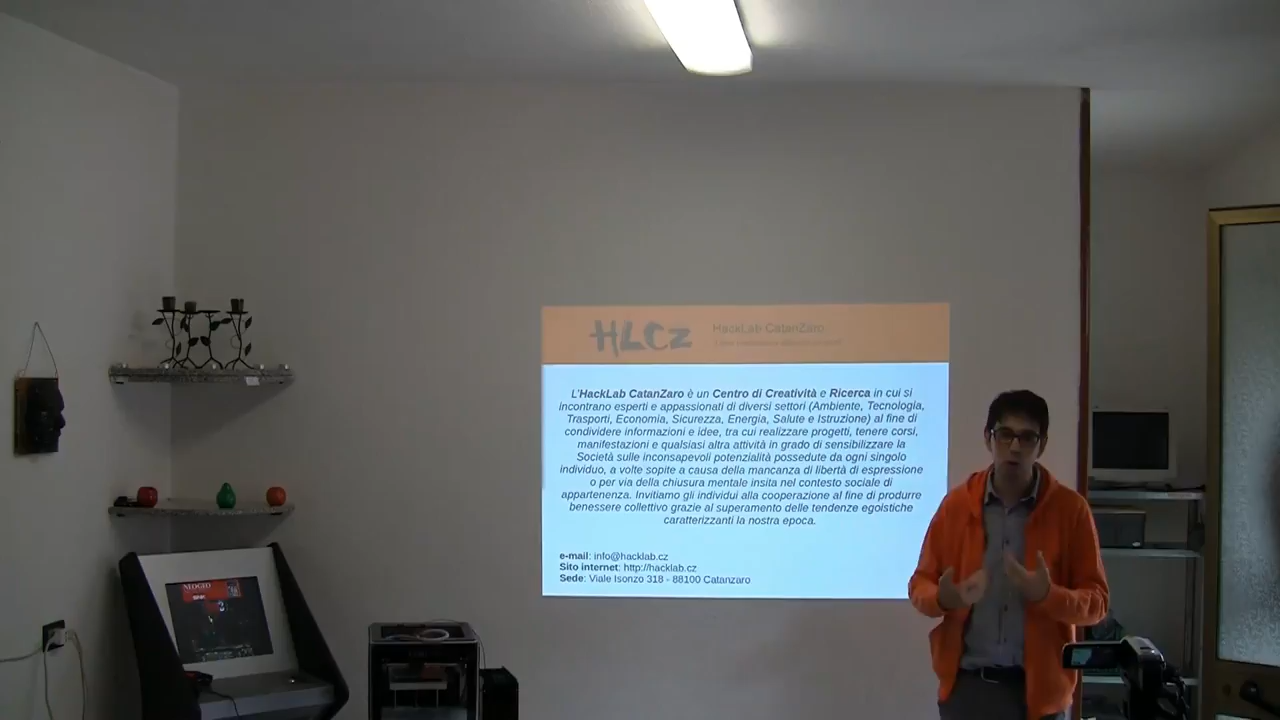 HLCz
HackLab CatanZaro
L'HackLab CatanZaro è un Centro di Creatività e Ricerca in cui si
incontrano esperti e appassionati di diversi settori (Ambiente, Tecnologia,
Trasporti, Economia, Sicurezza, Energia, Salute e Istruzione) al fine di
condividere informazioni e idee, tra cui realizzare progetti, tenere corsi,
manifestazioni e qualsiasi altra attività in grado di sensibilizzare la
Società sulle inconsapevoli potenzialità possedute da ogni singolo
individuo, a volte sopite a causa della mancanza di libertà di espressione
o per via della chiusura mentale insita nel contesto sociale di
appartenenza. Invitiamo gli individui alla cooperazione al fine di produrre
benessere collettivo grazie al superamento delle tendenze egoistiche
caratterizzanti la nostra epoca.
e-mail: info@hacklab.cz
Sito internet: http://hacklab.cz
Sede: Viale Isonzo 318 - 88100 Catanzaro
NEOGEO